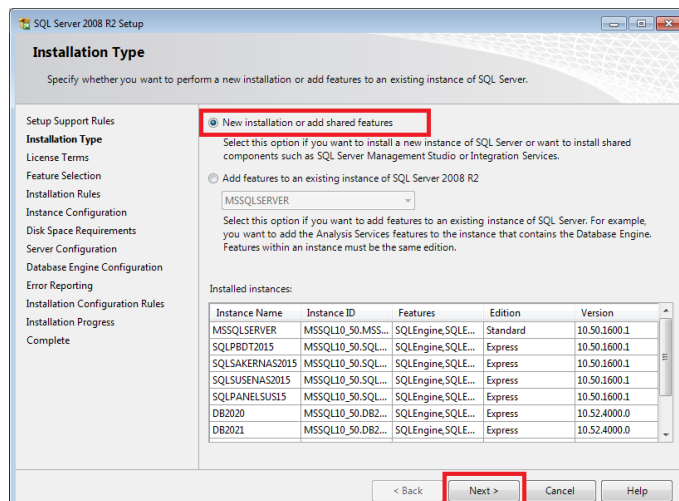 SQL Server 2008 R2 Setup
Installation Type
Specify whether you want to perform a new installation or add features to an existing instance of SQL Server.
Setup Support Rules
Installation Type
License Terms
Feature Selection
Installation Rules
Instance Configuration
Disk Space Requirements
Server Configuration
Database Engine Configuration
Error Reporting
Installation Configuration Rules
Installation Progress
Complete
New installation or add shared features
Select this option if you want to install a new instance of SQL Server or want to install shared
components such as SQL Server Management Studio or Integration Services.
Add features to an existing instance of SQL Server 2008 R2
MSSQLSERVER
Select this option if you want to add features to an existing instance of SQL Server. For example,
you want to add the Analysis Services features to the instance that contains the Database Engine.
Features within an instance must be the same edition.
Installed instances:
Instance Name Instance ID Features Edition Version
MSSQLSERVER MSSQL10_50.MSS... SQLEngine,SQLE... Standard 10.50.1600.1
SQLPBDT2015 MSSQL10_50.SQL... SQLEngine,SQLE... Express 10.50.1600.1
SQLSAKERNAS2015 MSSQL10_50.SQL... SQLEngine,SQLE... Express 10.50.1600.1
SQLSUSENAS2015 MSSQL10_50.SQL... SQLEngine,SQLE... Express 10.50.1600.1
SQLPANELSUS15 MSSQL10_50.SQL... SQLEngine,SQLE... Express 10.50.1600.1
DB2020 MSSQL10_50.DB2... SQLEngine,SQLE... Express 10.52.4000.0
DB2021 MSSQL10_50.DB2... SQLEngine,SQLE... Express 10.52.4000.0
< Back Next > Cancel Help